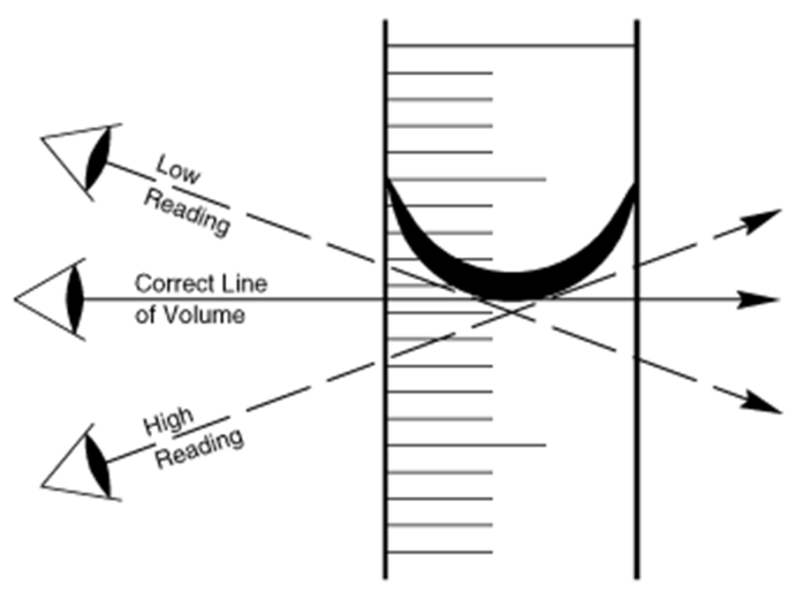 Low
Reading
Correct Line
of Volume
High
Reading